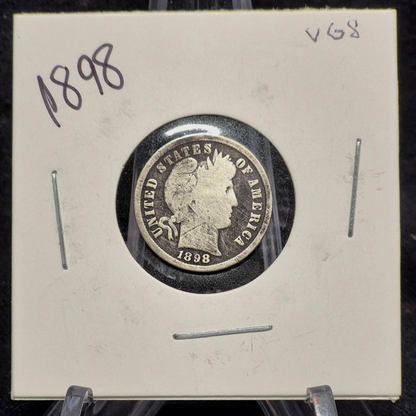 1898
VG8
UNITED STATES OF AMERICA
1898